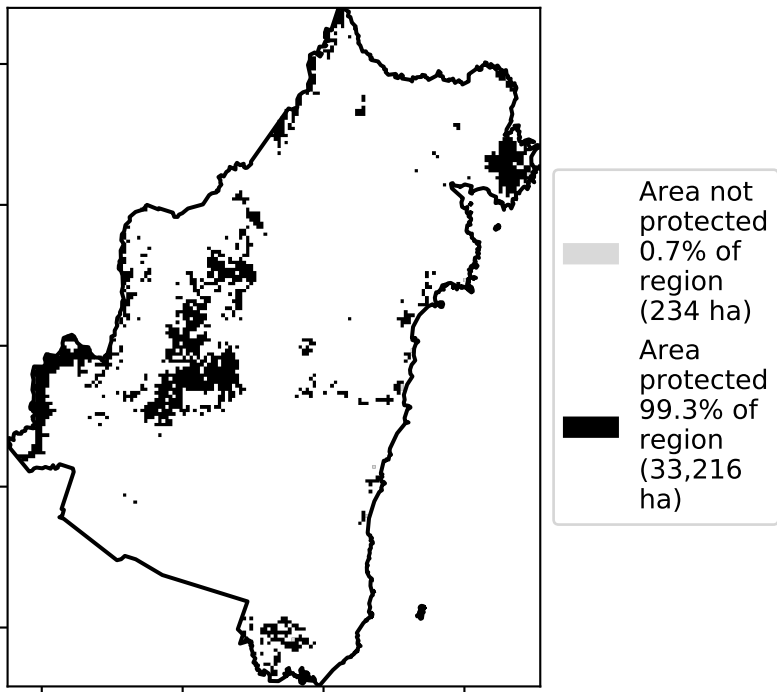 Area not
protected
0.7% of
region
(234 ha)
Area
protected
99.3% of
region
(33,216
ha)